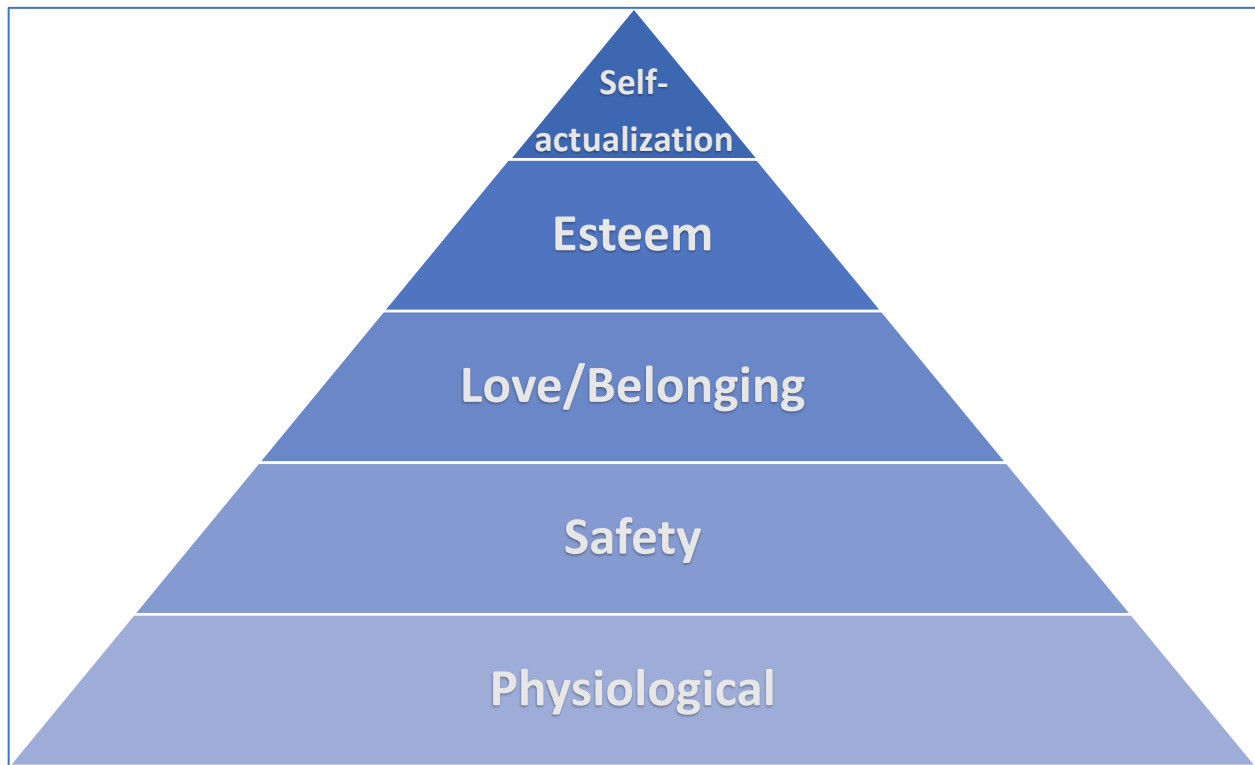 Self-
actualization
Esteem
Love/Belonging
Safety
Physiological